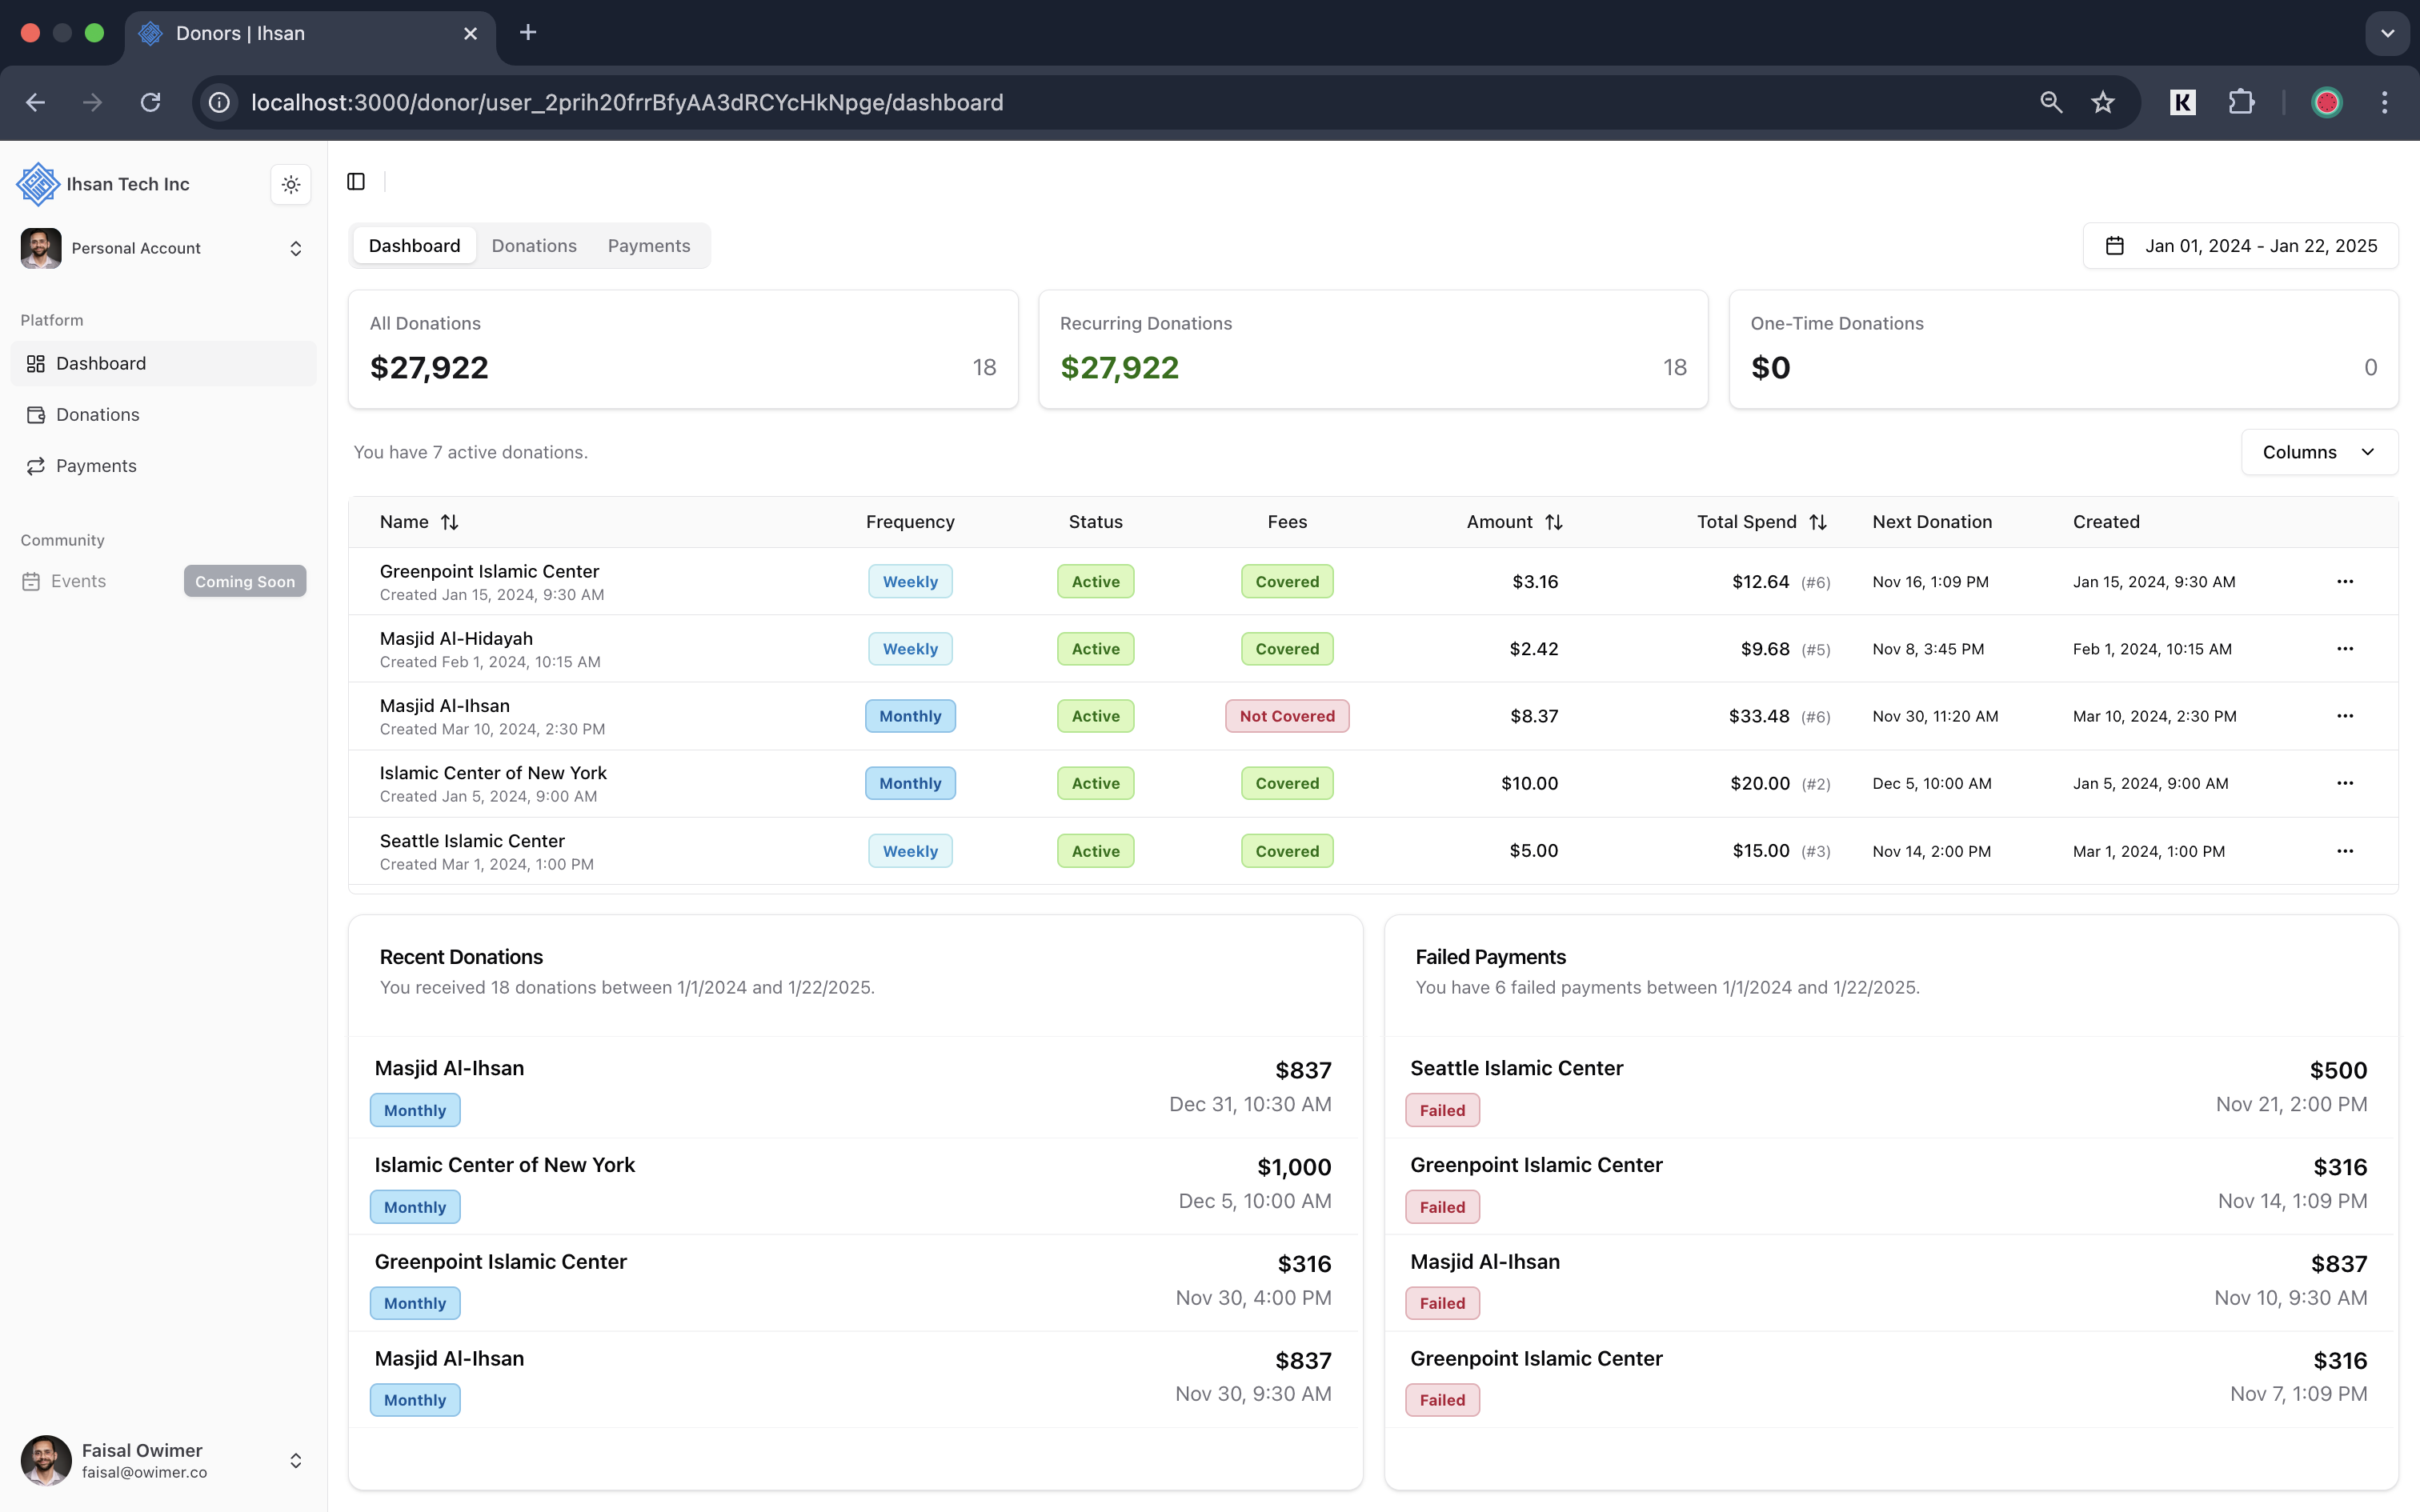 Donors | Ihsan
localhost:3000/donor/user_2prih20frrBfyAA3dRCYcHkNpge/dashboard
K
Ihsan Tech Inc
Personal Account
Platform
Dashboard
Donations
Payments
Community
Events Coming Soon
Faisal Owimer
faisal@owimer.co
Dashboard Donations Payments
Jan 01, 2024 - Jan 22, 2025
All Donations
$27,922 18
Recurring Donations
$27,922 18
One-Time Donations
$0 0
You have 7 active donations.
Columns
Name Frequency Status Fees Amount Total Spend Next Donation Created
Greenpoint Islamic Center
Created Jan 15, 2024, 9:30 AM
Weekly Active Covered $3.16 $12.64 (#6) Nov 16, 1:09 PM Jan 15, 2024, 9:30 AM
Masjid Al-Hidayah
Created Feb 1, 2024, 10:15 AM
Weekly Active Covered $2.42 $9.68 (#5) Nov 8, 3:45 PM Feb 1, 2024, 10:15 AM
Masjid Al-Ihsan
Created Mar 10, 2024, 2:30 PM
Monthly Active Not Covered $8.37 $33.48 (#6) Nov 30, 11:20 AM Mar 10, 2024, 2:30 PM
Islamic Center of New York
Created Jan 5, 2024, 9:00 AM
Monthly Active Covered $10.00 $20.00 (#2) Dec 5, 10:00 AM Jan 5, 2024, 9:00 AM
Seattle Islamic Center
Created Mar 1, 2024, 1:00 PM
Weekly Active Covered $5.00 $15.00 (#3) Nov 14, 2:00 PM Mar 1, 2024, 1:00 PM
Recent Donations
You received 18 donations between 1/1/2024 and 1/22/2025.
Masjid Al-Ihsan $837
Monthly Dec 31, 10:30 AM
Islamic Center of New York $1,000
Monthly Dec 5, 10:00 AM
Greenpoint Islamic Center $316
Monthly Nov 30, 4:00 PM
Masjid Al-Ihsan $837
Monthly Nov 30, 9:30 AM
Failed Payments
You have 6 failed payments between 1/1/2024 and 1/22/2025.
Seattle Islamic Center $500
Failed Nov 21, 2:00 PM
Greenpoint Islamic Center $316
Failed Nov 14, 1:09 PM
Masjid Al-Ihsan $837
Failed Nov 10, 9:30 AM
Greenpoint Islamic Center $316
Failed Nov 7, 1:09 PM